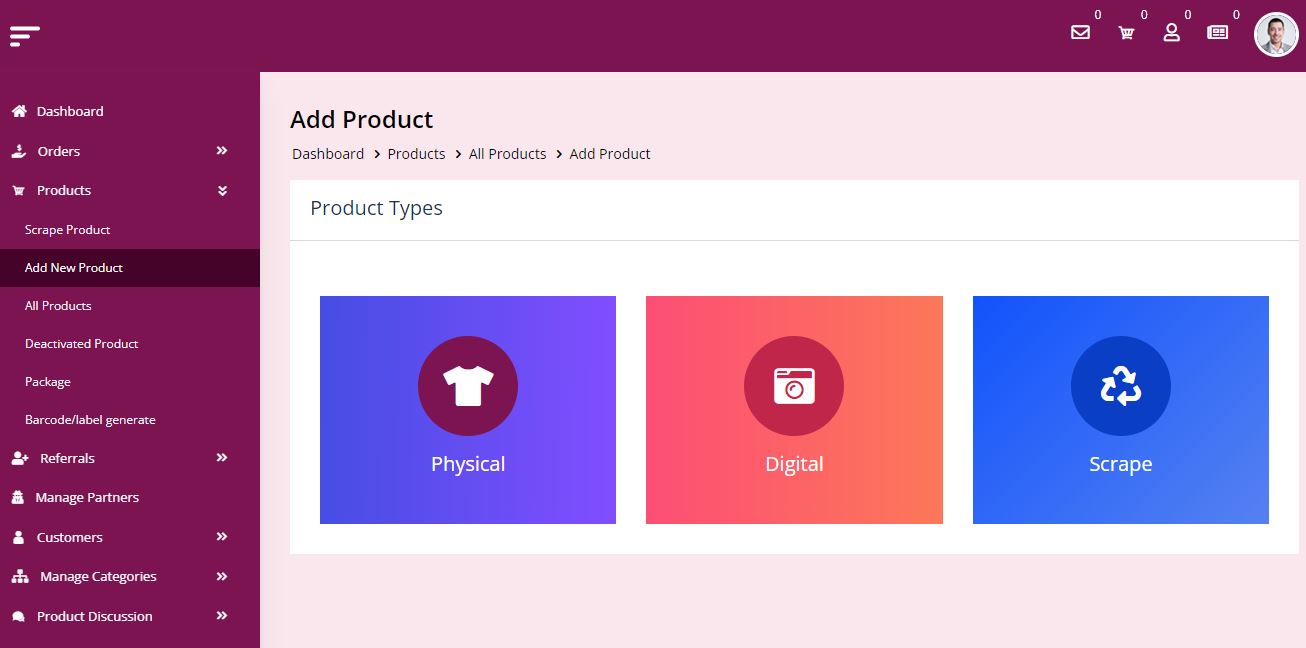 0 0 0 0
Dashboard
Orders
Products
Scrape Product
Add New Product
All Products
Deactivated Product
Package
Barcode/label generate
Referrals
Manage Partners
Customers
Manage Categories
Product Discussion
Add Product
Dashboard > Products > All Products > Add Product
Product Types
Physical
Digital
Scrape